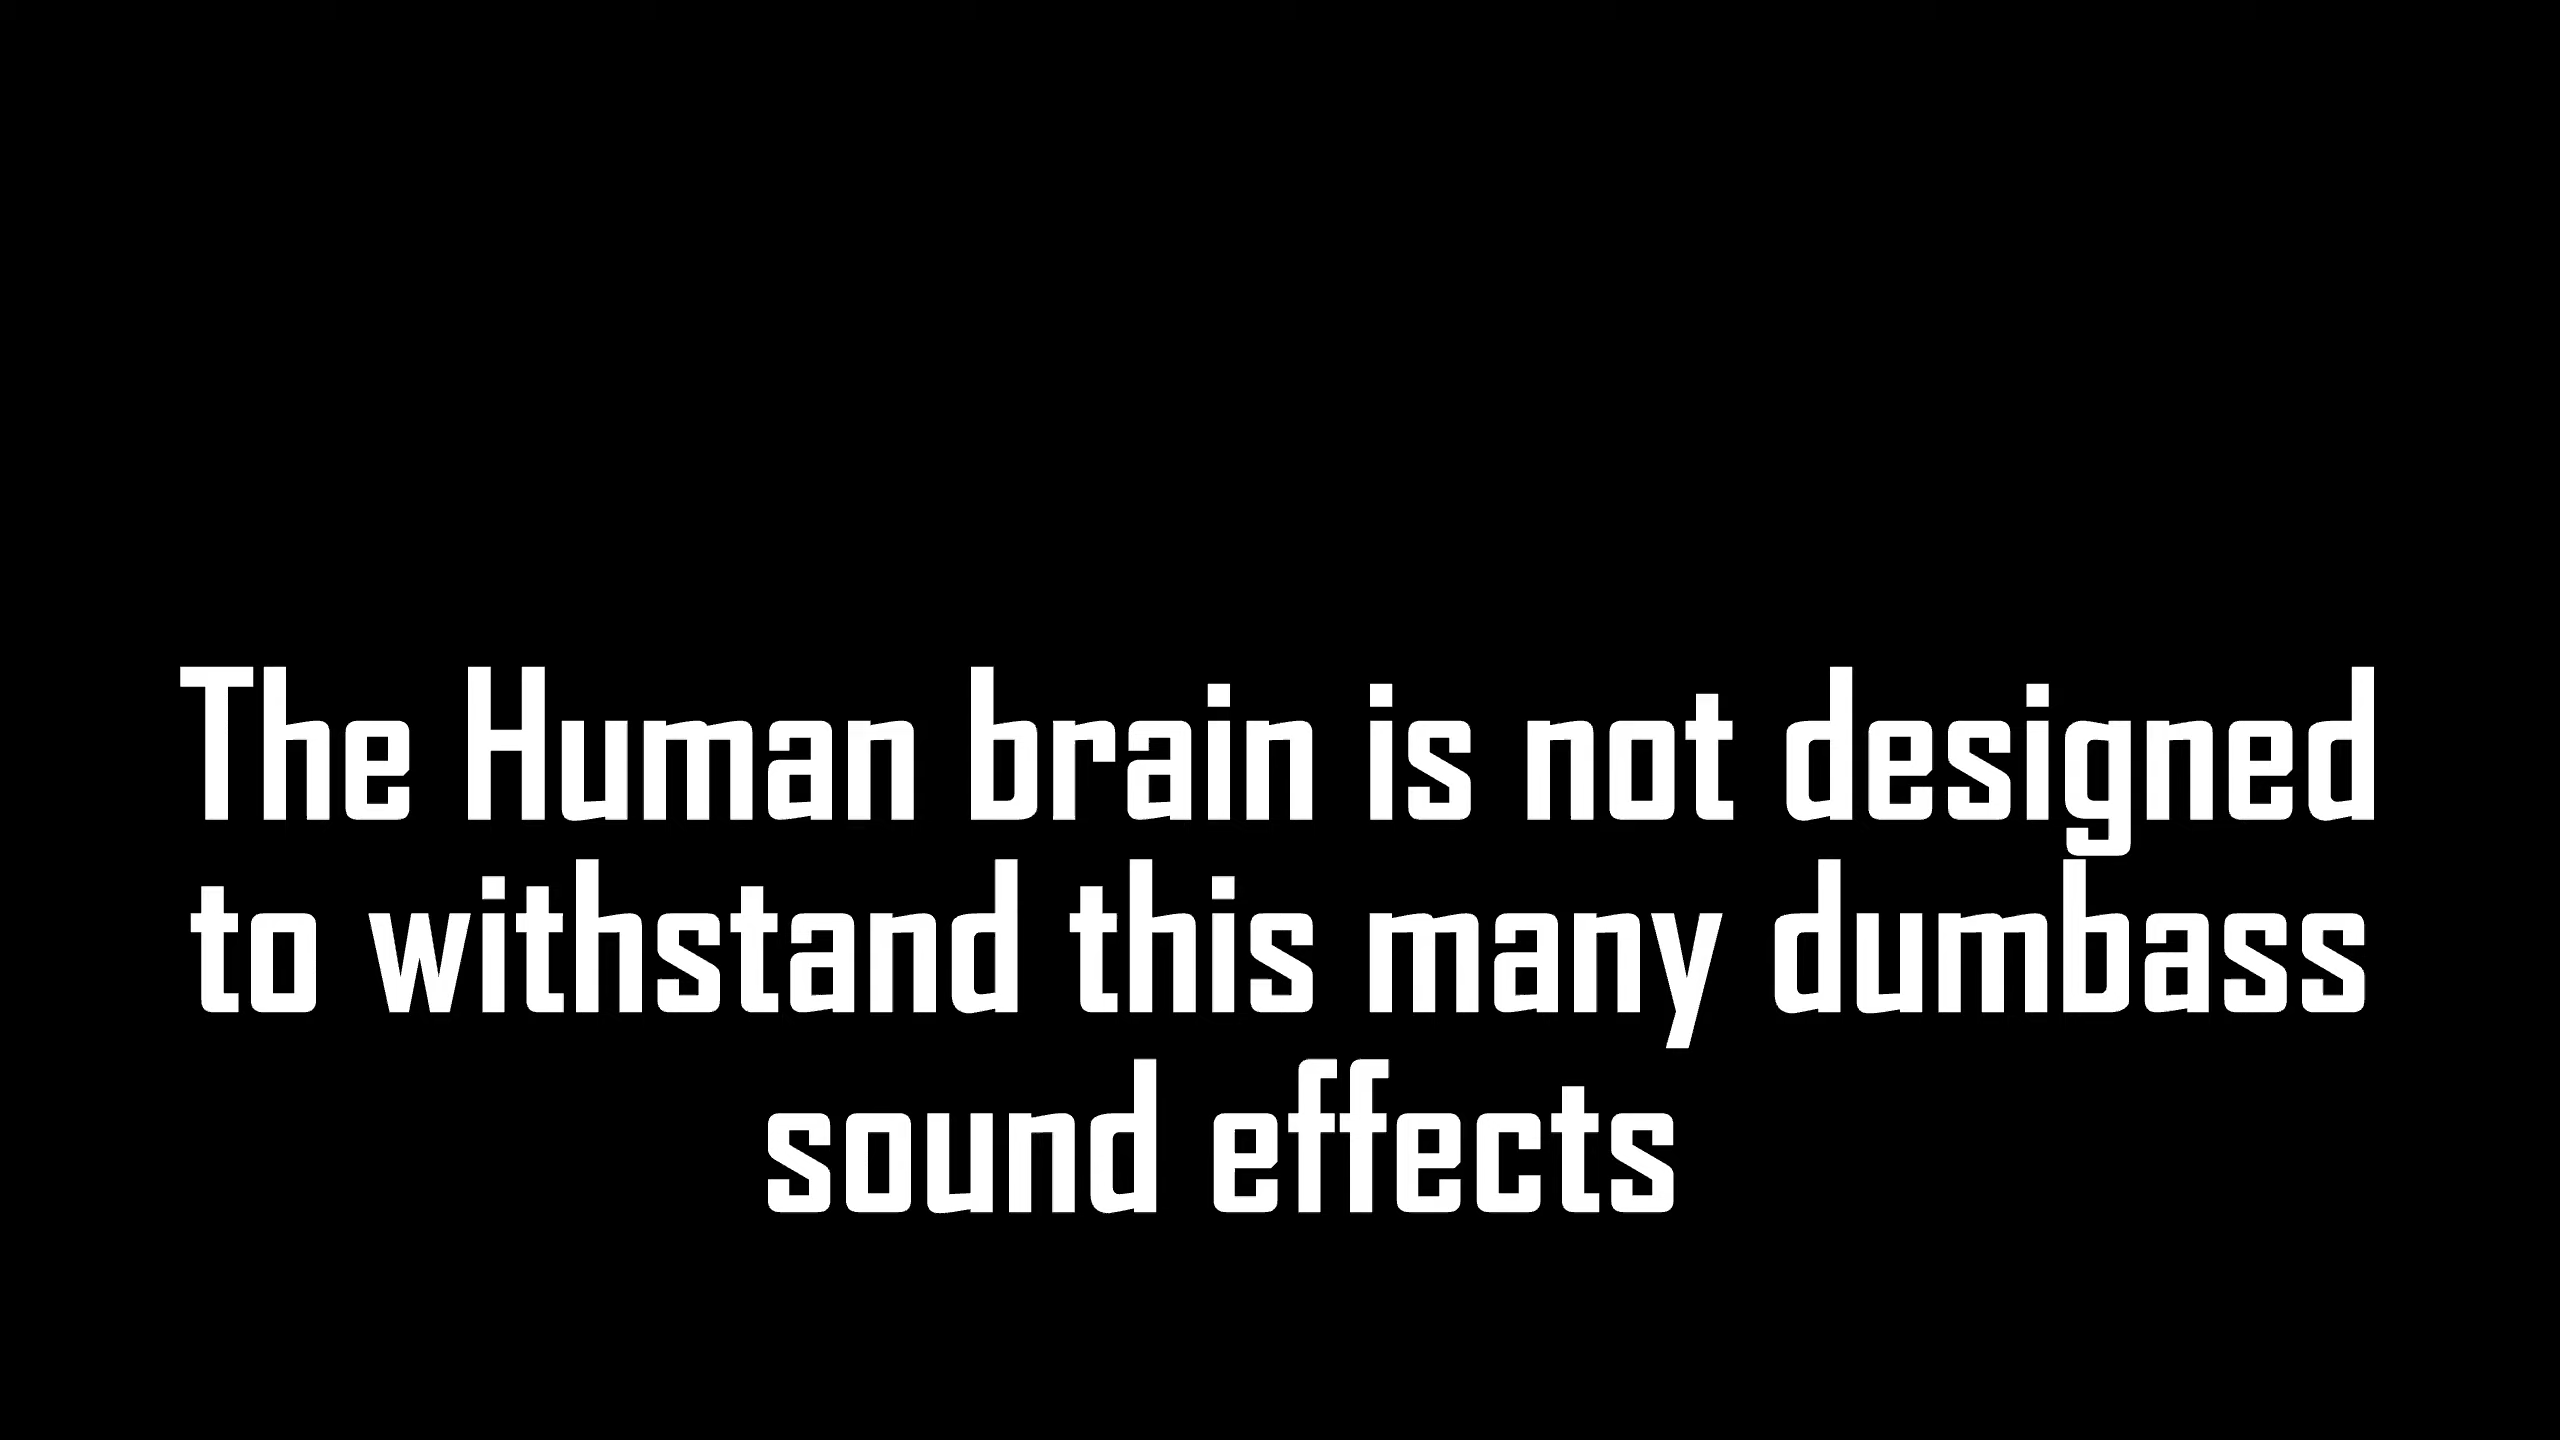 The Human brain is not designed
to withstand this many dumbass
sound effects